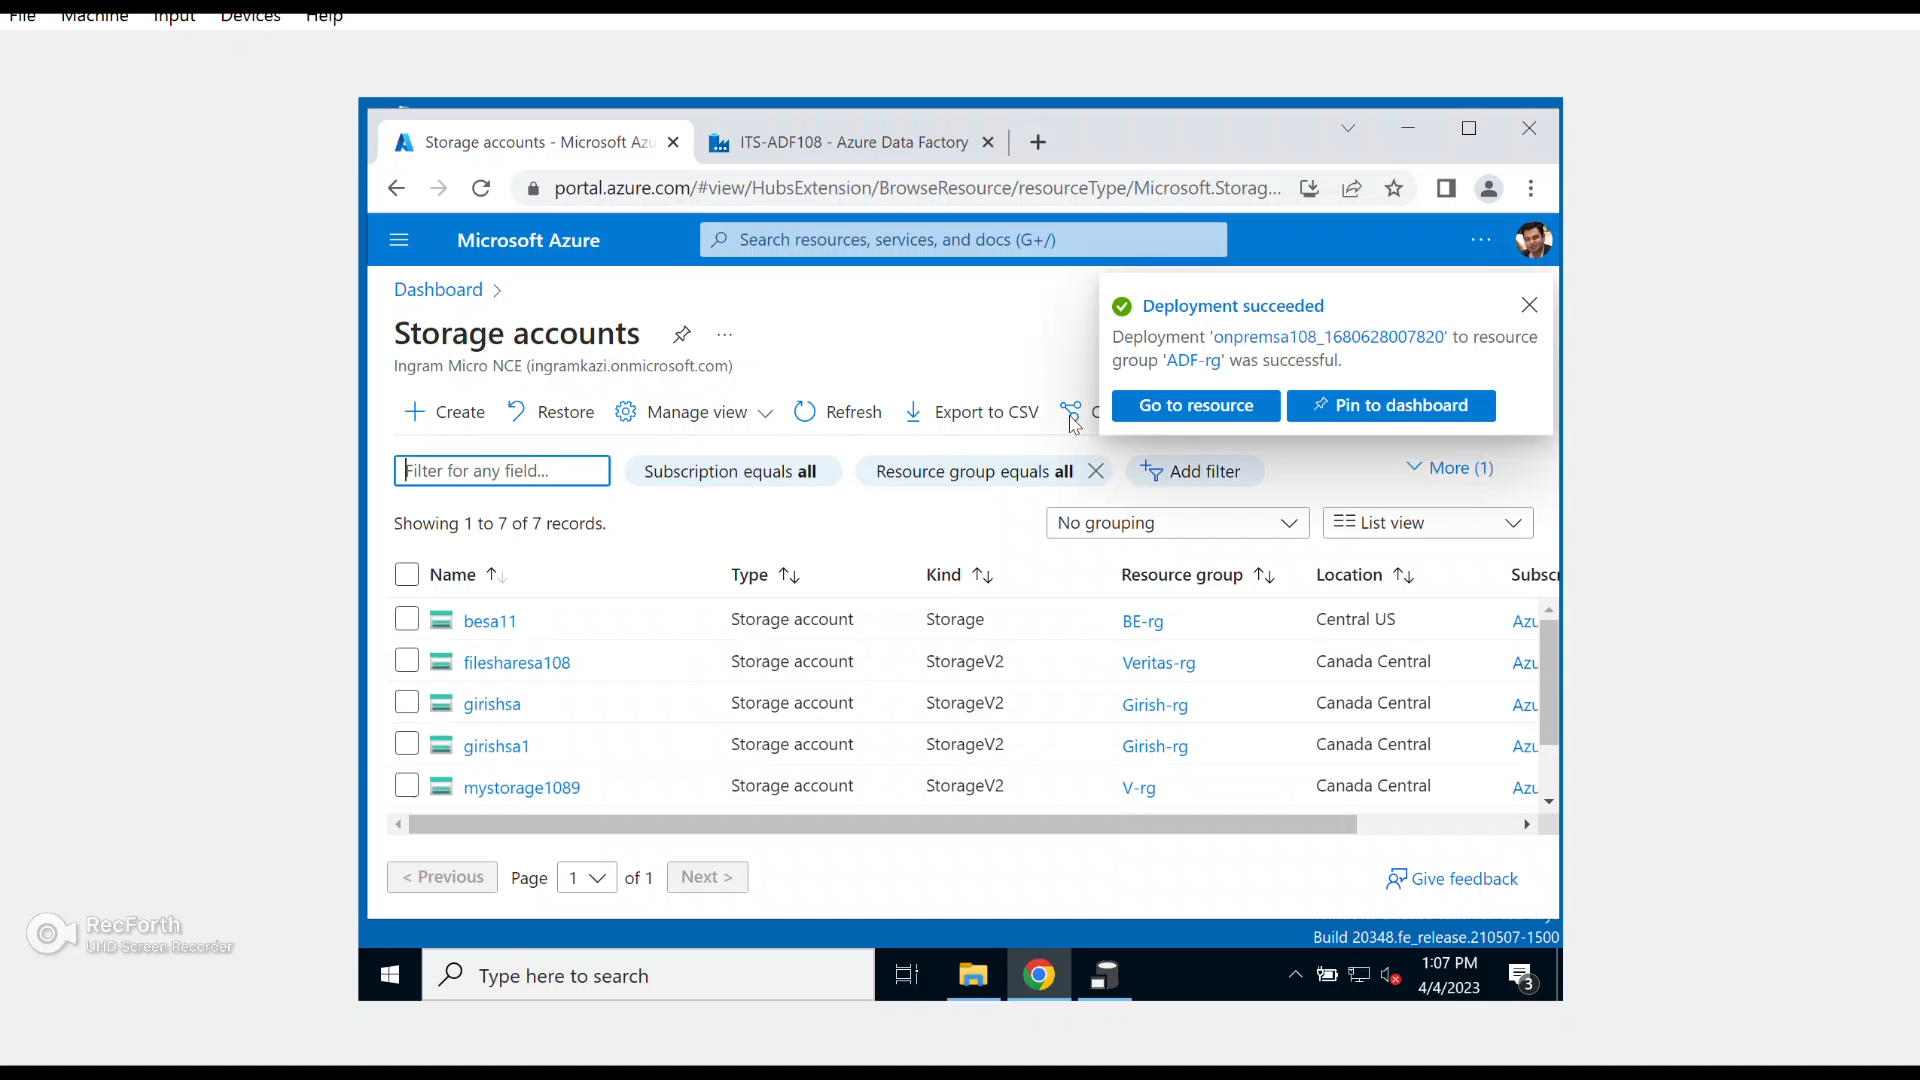 File Machine Input Devices Help
Storage accounts - Microsoft Azu
ITS-ADF108 - Azure Data Factory
portal.azure.com/#view/HubsExtension/BrowseResource/resourceType/Microsoft.Storag...
Microsoft Azure
Search resources, services, and docs (G+/)
Dashboard
Storage accounts
Ingram Micro NCE (ingramkazi.onmicrosoft.com)
Deployment succeeded
Deployment 'onpremsa108_1680628007820' to resource
group 'ADF-rg' was successful.
Go to resource
Pin to dashboard
Create Restore Manage view Refresh Export to CSV
Filter for any field...
Subscription equals all
Resource group equals all
Add filter
More (1)
Showing 1 to 7 of 7 records.
No grouping
List view
Name Type Kind Resource group Location Subscr
besa11 Storage account Storage BE-rg Central US Azu
filesharesa108 Storage account StorageV2 Veritas-rg Canada Central Azu
girishsa Storage account StorageV2 Girish-rg Canada Central Azu
girishsa1 Storage account StorageV2 Girish-rg Canada Central Azu
mystorage1089 Storage account StorageV2 V-rg Canada Central Azu
< Previous Page 1 of 1 Next >
Give feedback
RecForth
UHD Screen Recorder
Build 20348.fe_release.210507-1500
Type here to search
1:07 PM
4/4/2023
3